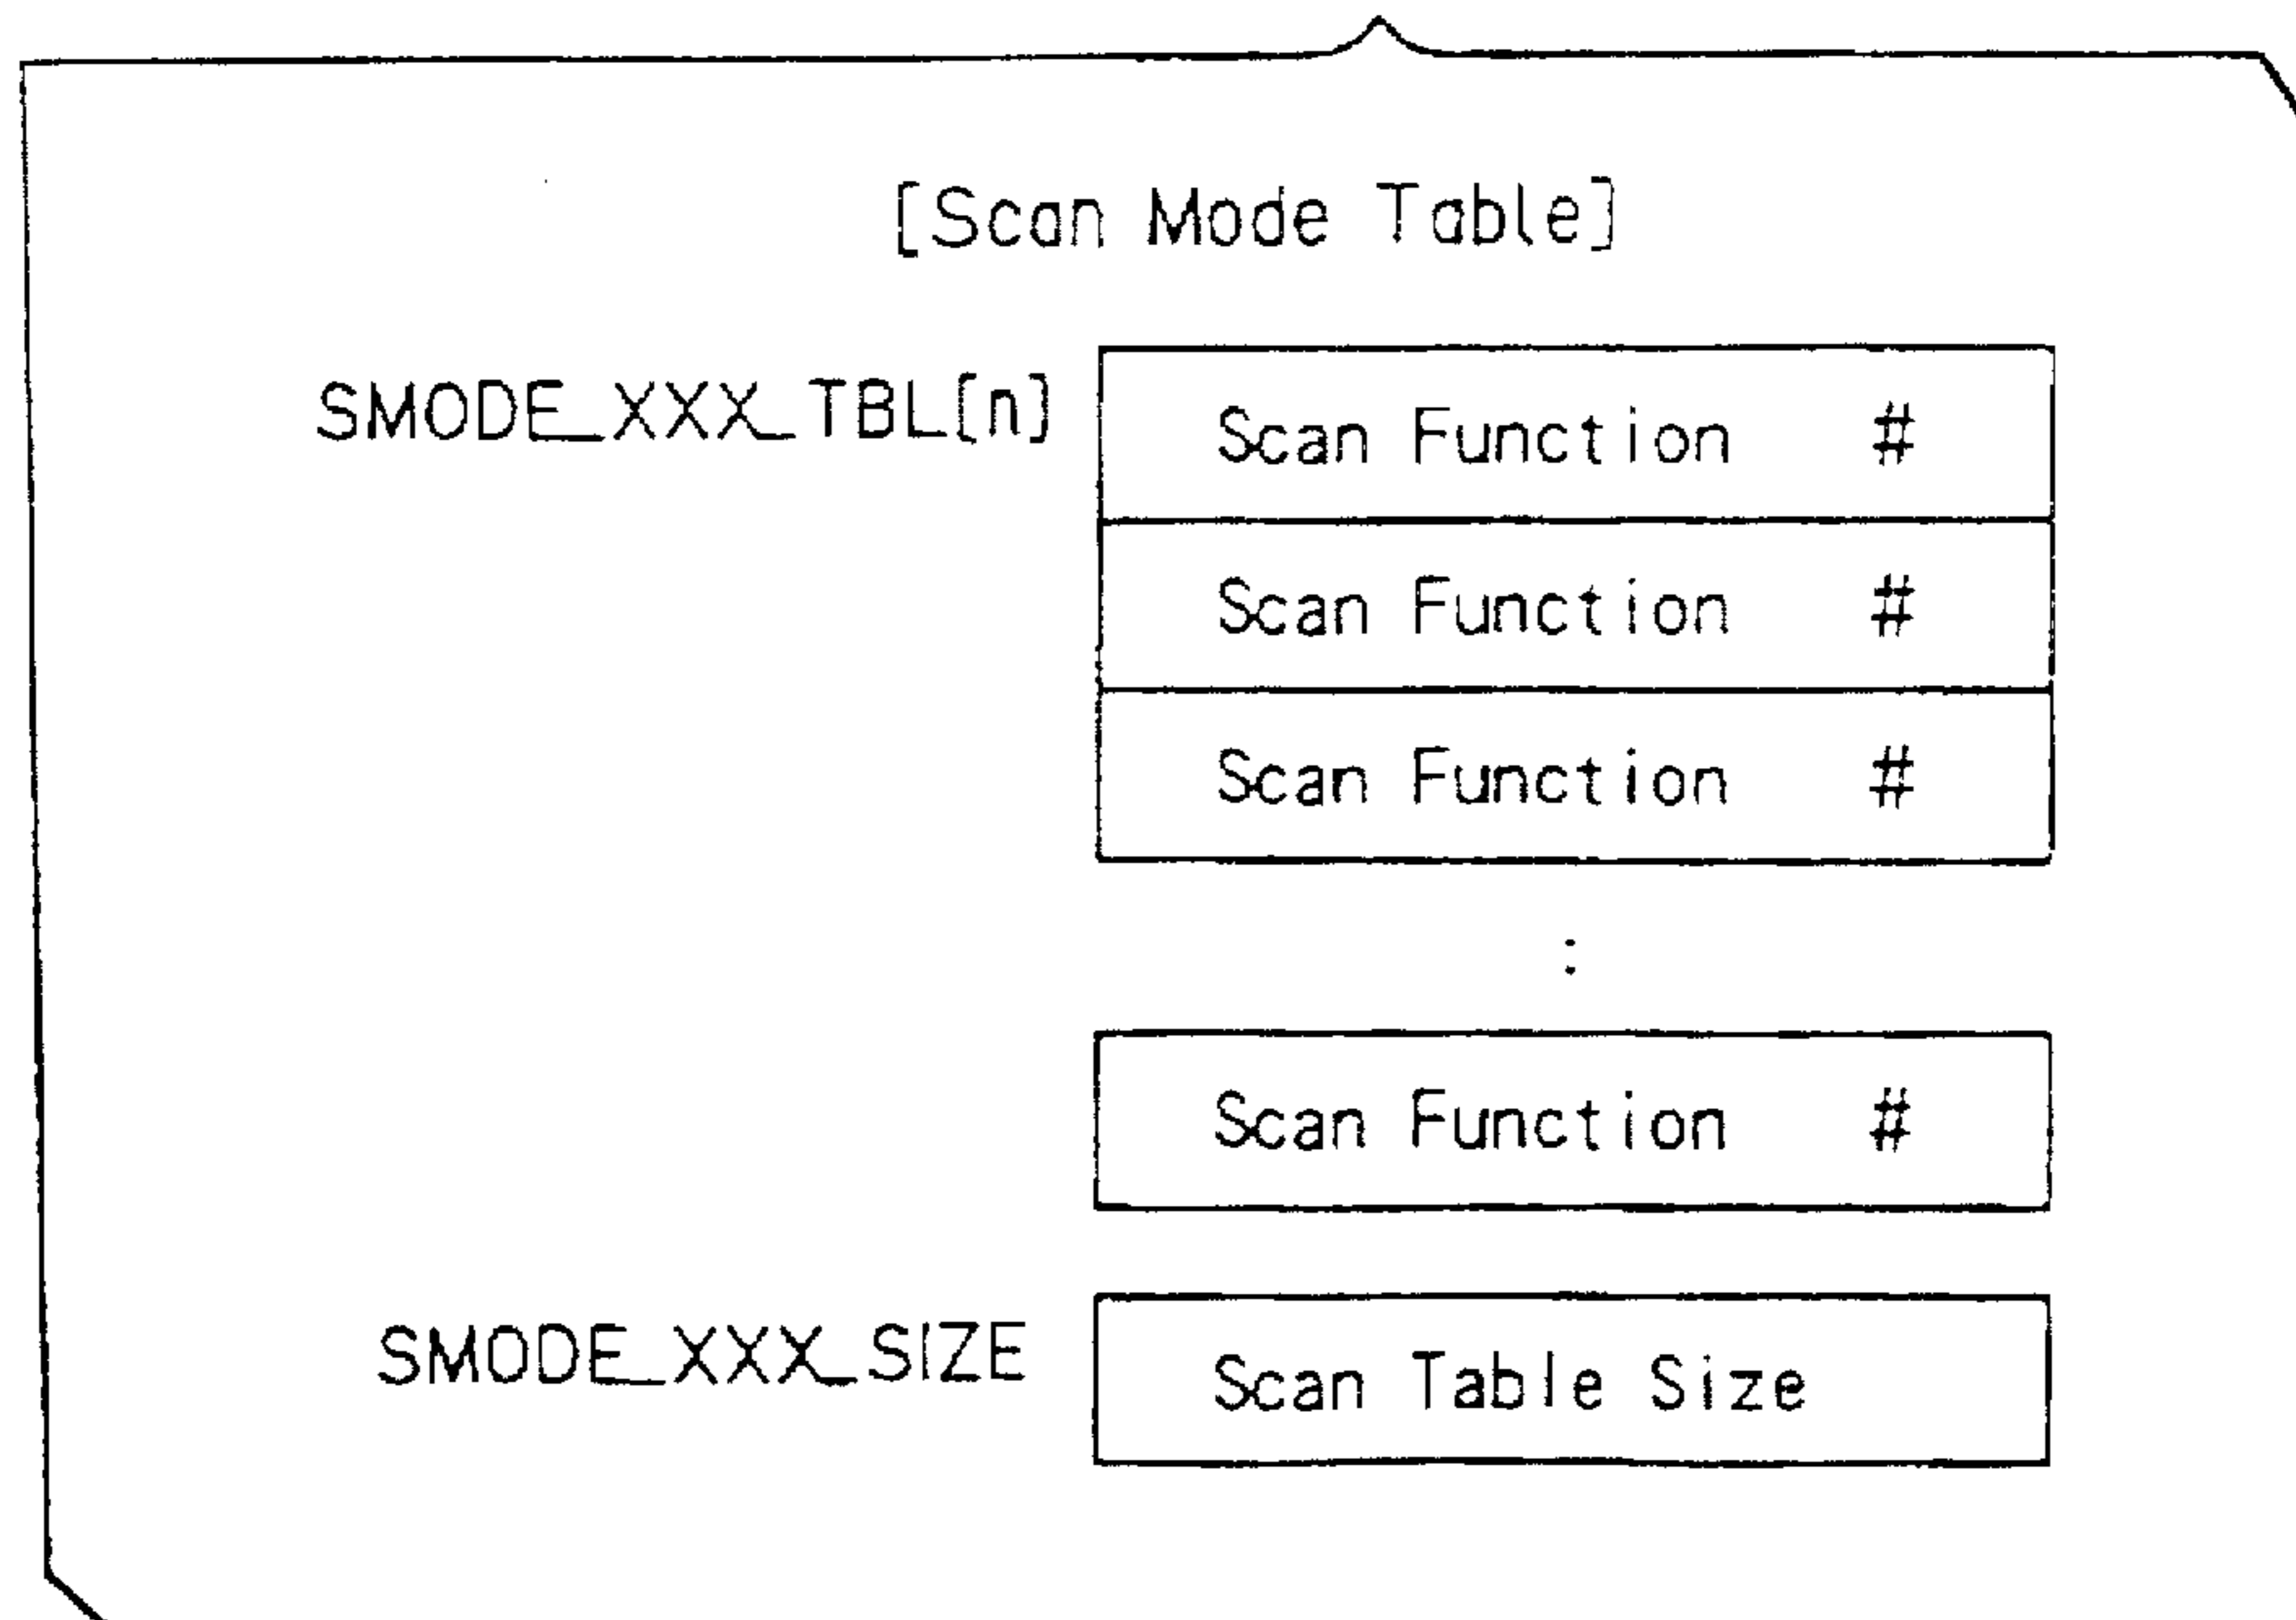 [Scan Mode Table]
SMODE_XXX_TBL[n] Scan Function #
Scan Function #
Scan Function #
:
Scan Function #
SMODE_XXX_SIZE Scan Table Size